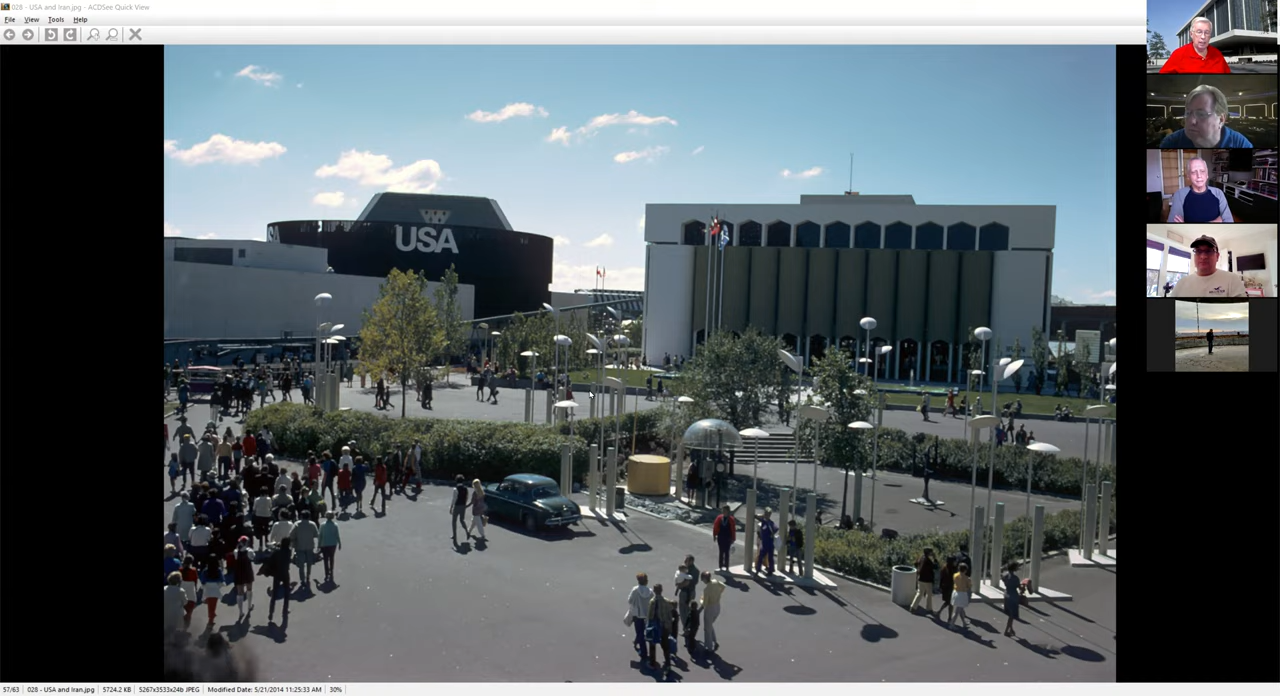 028 - USA and Iran.jpg - ACDSee Quick View
File View Tools Help
USA
57/63 028 - USA and Iran.jpg 5724.2 KB 5267x3533x24b JPEG Modified Date: 5/21/2014 11:25:33 AM 30%